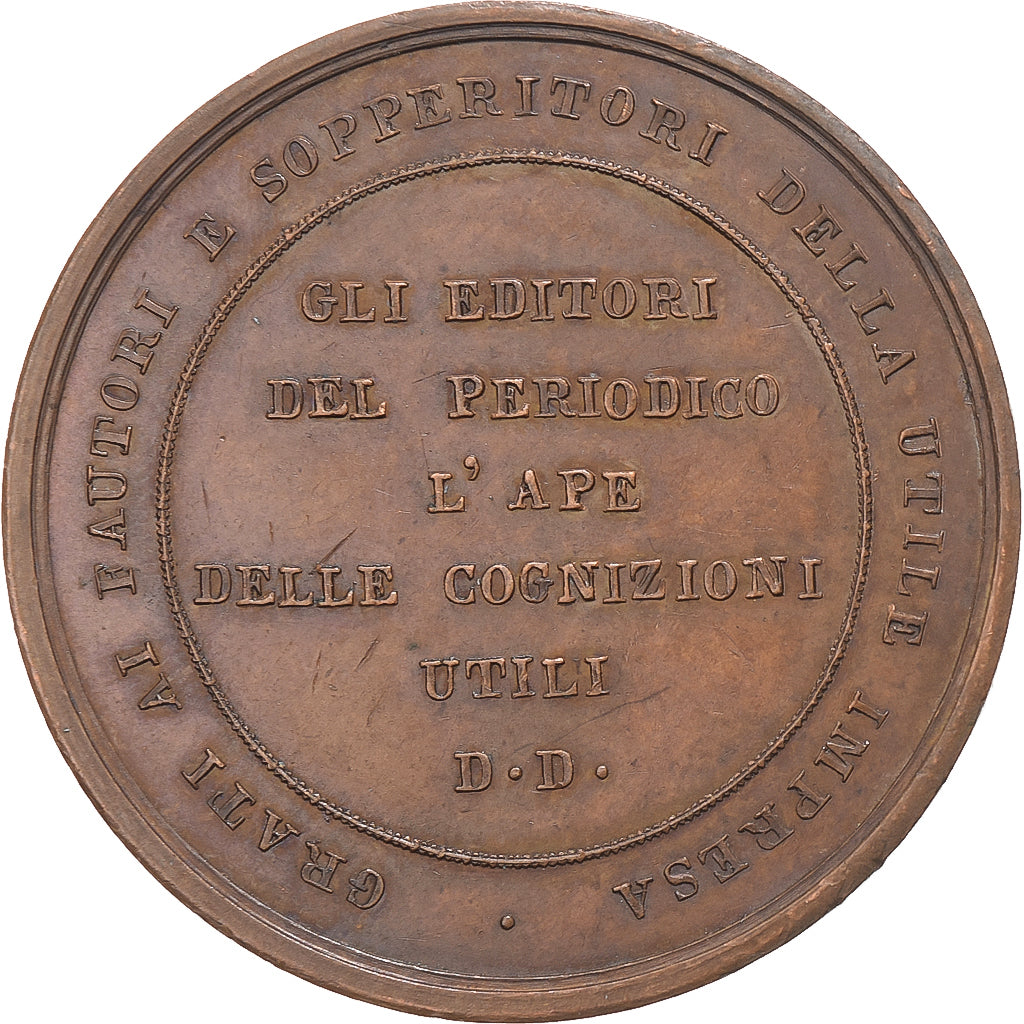 GRATI AI FAUTORI E SOPPERITORI DELLA UTILE IMPRESA ·
GLI EDITORI
DEL PERIODICO
L'APE
DELLE COGNIZIONI
UTILI
D·D·